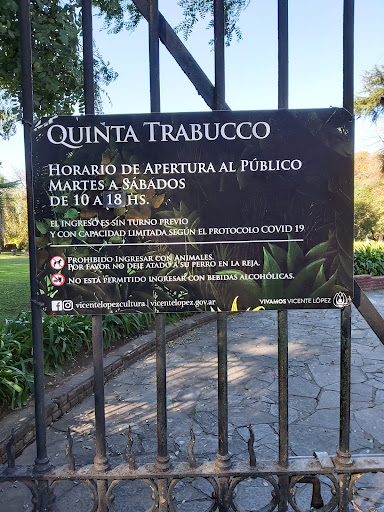 QUINTA TRABUCCO
HORARIO DE APERTURA AL PÚBLICO
MARTES A SÁBADOS
DE 10 A 18 HS.
EL INGRESO ES SIN TURNO PREVIO
Y CON CAPACIDAD LIMITADA SEGÚN EL PROTOCOLO COVID 19
PROHIBIDO INGRESAR CON ANIMALES.
POR FAVOR NO DEJE ATADO A SU PERRO EN LA REJA.
NO ESTÁ PERMITIDO INGRESAR CON BEBIDAS ALCOHÓLICAS.
vicentelopezcultura | vicentelopez.gov.ar
VIVAMOS VICENTE LÓPEZ